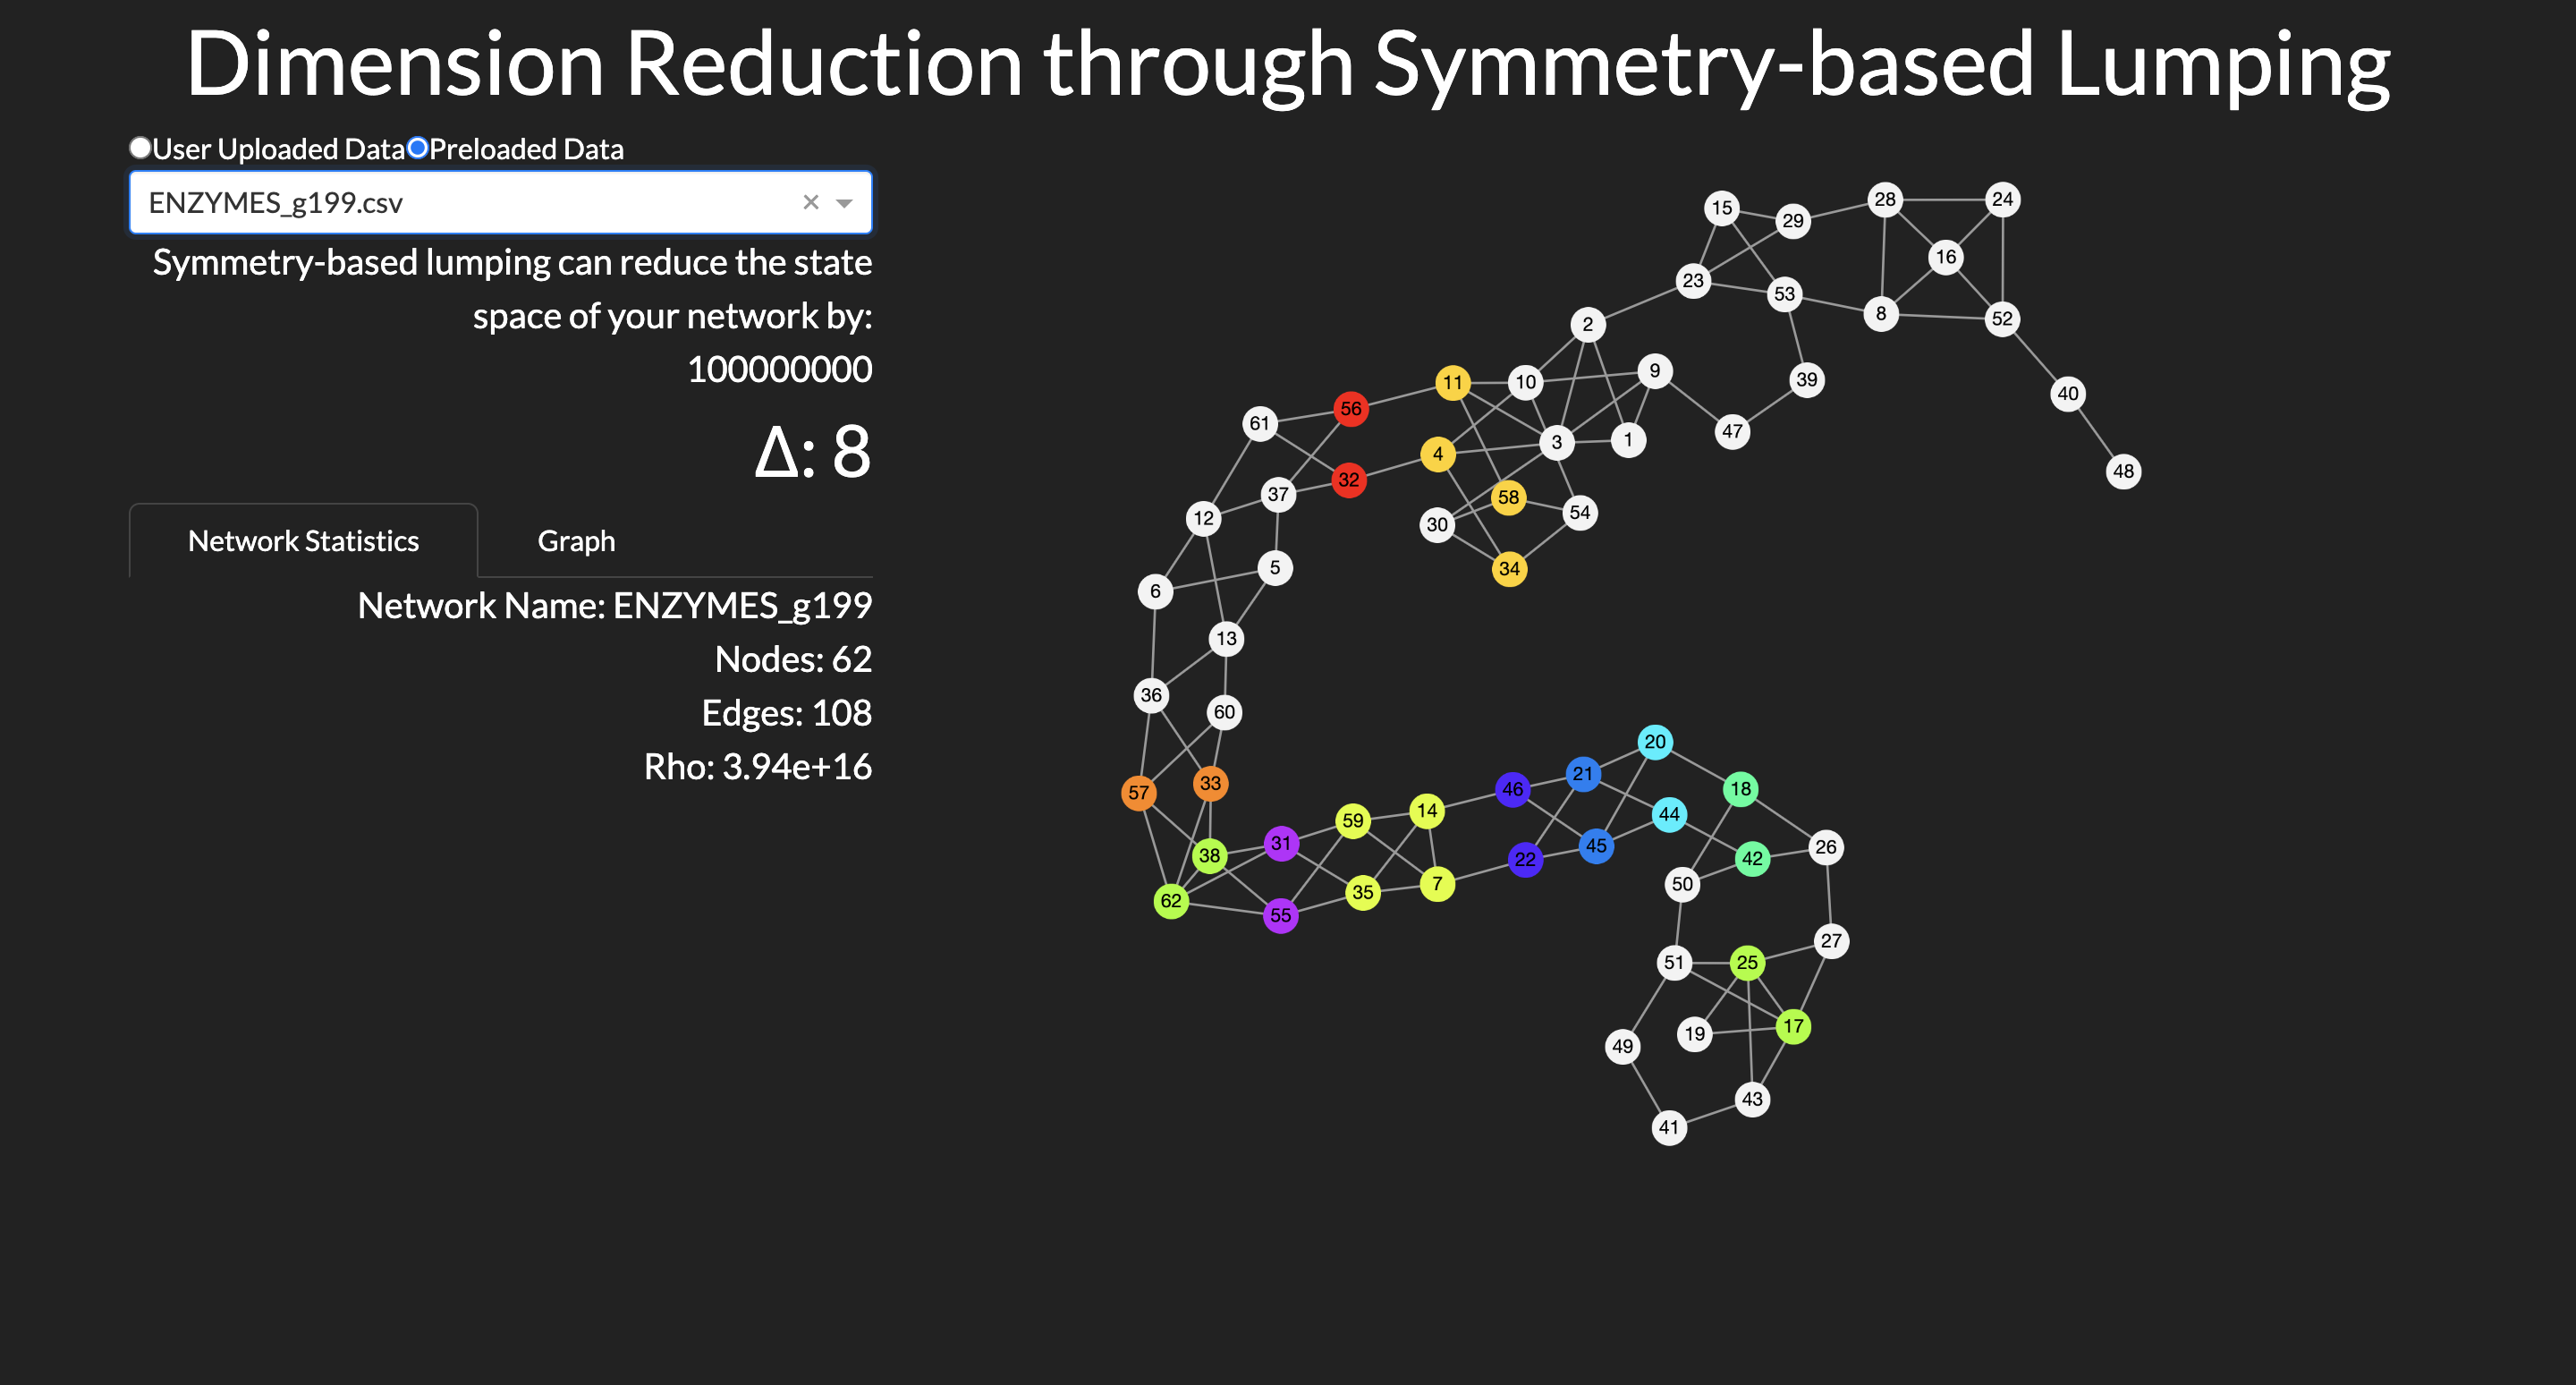 Dimension Reduction through Symmetry-based Lumping
User Uploaded Data Preloaded Data
ENZYMES_g199.csv × 
Symmetry-based lumping can reduce the state
space of your network by:
100000000
Δ: 8
Network Statistics Graph
Network Name: ENZYMES_g199
Nodes: 62
Edges: 108
Rho: 3.94e+16
15 29 28 24
16
23 53 8 52
2
11 10 9 39 40
61 56
4 3 1 47 48
37 32
12 30 58 54
6 5 34
13
36 60
57 33
20
46 21 18
59 14 44
31 45 26
38 22 42
62 55 35 7 50
27
51 25
19 17
49
43
41